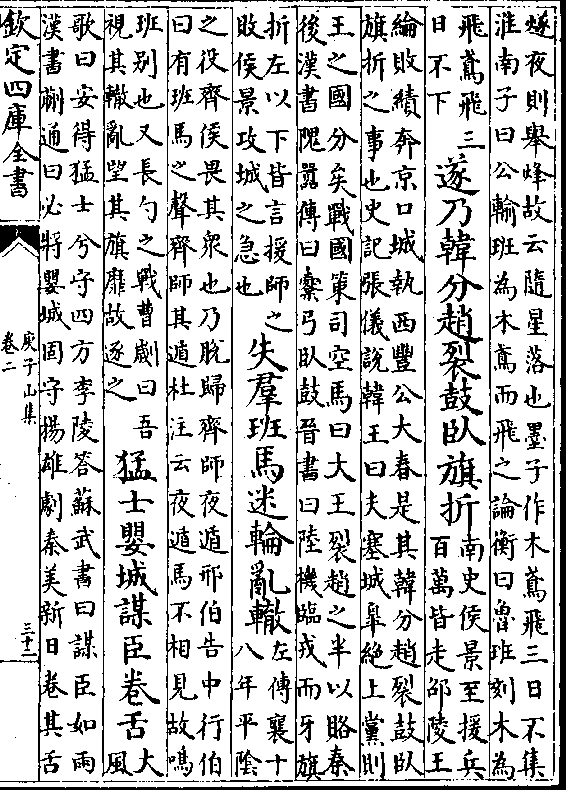 燧夜則舉烽故云隨星落也墨子作木鳶飛三日不集
淮南子曰公輸班為木鳶而飛之論衡曰魯班刻木為
飛鳶飛三
日不下
遂乃韓分趙裂鼓臥旗折
南史侯景至援兵
百萬皆走邵陵王
綸敗績奔京口城執西豐公大春是其韓分趙裂鼓臥
旗折之事也史記張儀說韓王曰夫塞城臯絶上黨則
王之國分矣戰國策司空馬曰大王裂趙之半以賂秦
後漢書隗囂傳曰櫜弓臥鼓晉書曰陸機臨戎而牙旗
折左以下皆言援師之
敗侯景攻城之急也
失羣班馬迷輪亂轍
左傳襄十
八年平陰
之役齊侯畏其衆也乃脫歸齊師夜遁邢伯告中行伯
曰有班馬之聲齊師其遁杜注云夜遁馬不相見故鳴
班别也又長勺之戰曹劌曰吾
視其轍亂望其旗靡故逐之
猛士嬰城謀臣卷舌
大
風
歌曰安得猛士兮守四方李陵答蘇武書曰謀臣如雨
漢書蒯通曰必將嬰城固守揚雄劇秦美新曰卷其舌
欽定四庫全書
庾子山集
卷二
三十二